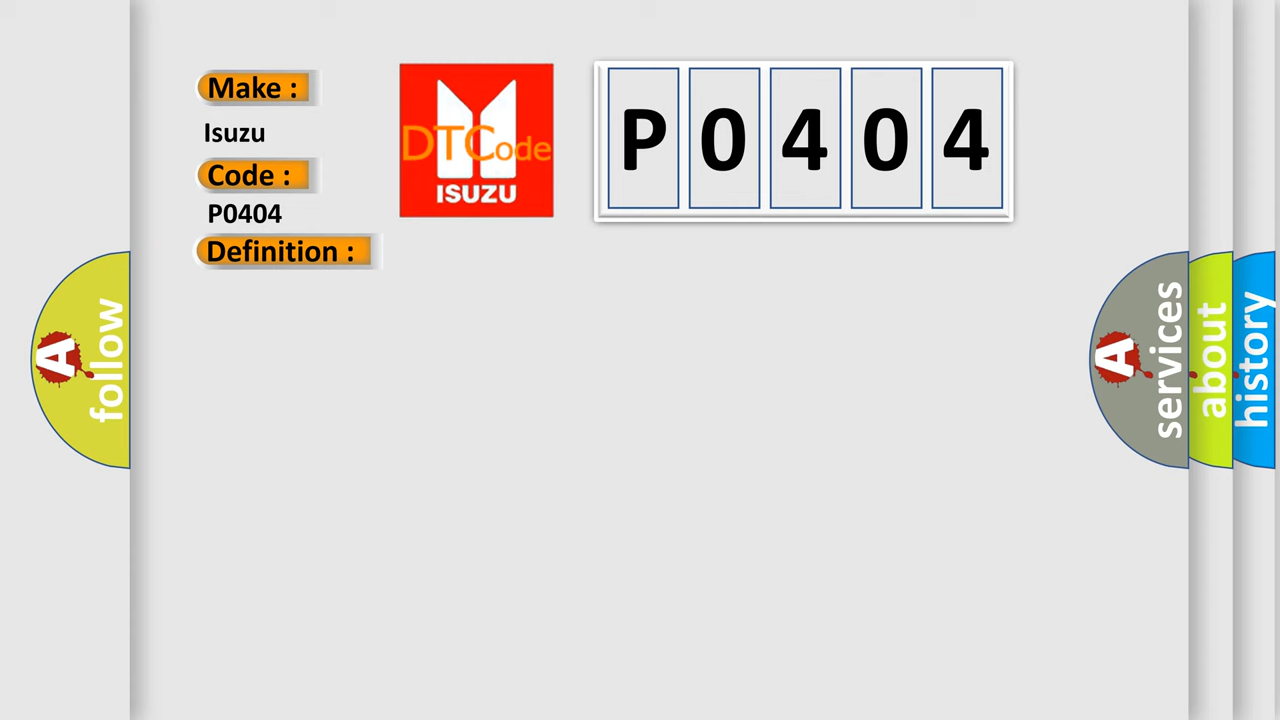 Make :
Isuzu
Code :
P0404
Definition :
DTCode
ISUZU
P0404
A follow
A services
about
history